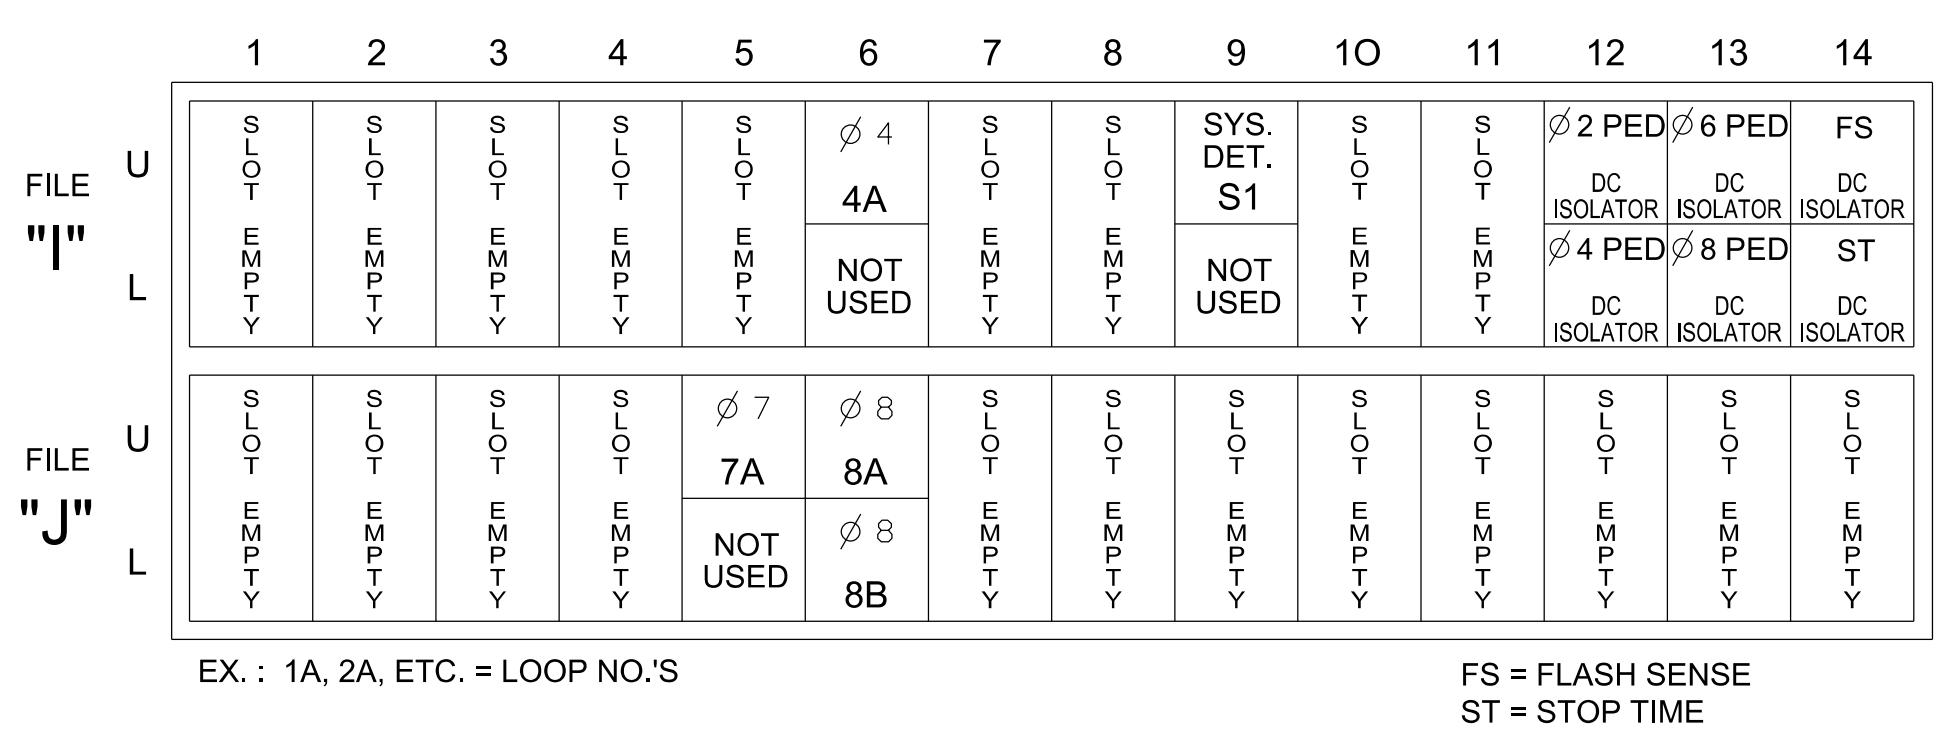 1 2 3 4 5 6 7 8 9 10 11 12 13 14
FILE
"I"
U
L
SLOT EMPTY
SLOT EMPTY
SLOT EMPTY
SLOT EMPTY
SLOT EMPTY
∅ 4
4A
NOT
USED
SLOT EMPTY
SLOT EMPTY
SYS.
DET.
S1
NOT
USED
SLOT EMPTY
SLOT EMPTY
∅ 2 PED
DC
ISOLATOR
∅ 4 PED
DC
ISOLATOR
∅ 6 PED
DC
ISOLATOR
∅ 8 PED
DC
ISOLATOR
FS
DC
ISOLATOR
ST
DC
ISOLATOR
FILE
"J"
U
L
SLOT EMPTY
SLOT EMPTY
SLOT EMPTY
SLOT EMPTY
∅ 7
7A
NOT
USED
∅ 8
8A
∅ 8
8B
SLOT EMPTY
SLOT EMPTY
SLOT EMPTY
SLOT EMPTY
SLOT EMPTY
SLOT EMPTY
SLOT EMPTY
SLOT EMPTY
EX. : 1A, 2A, ETC. = LOOP NO.'S
FS = FLASH SENSE
ST = STOP TIME